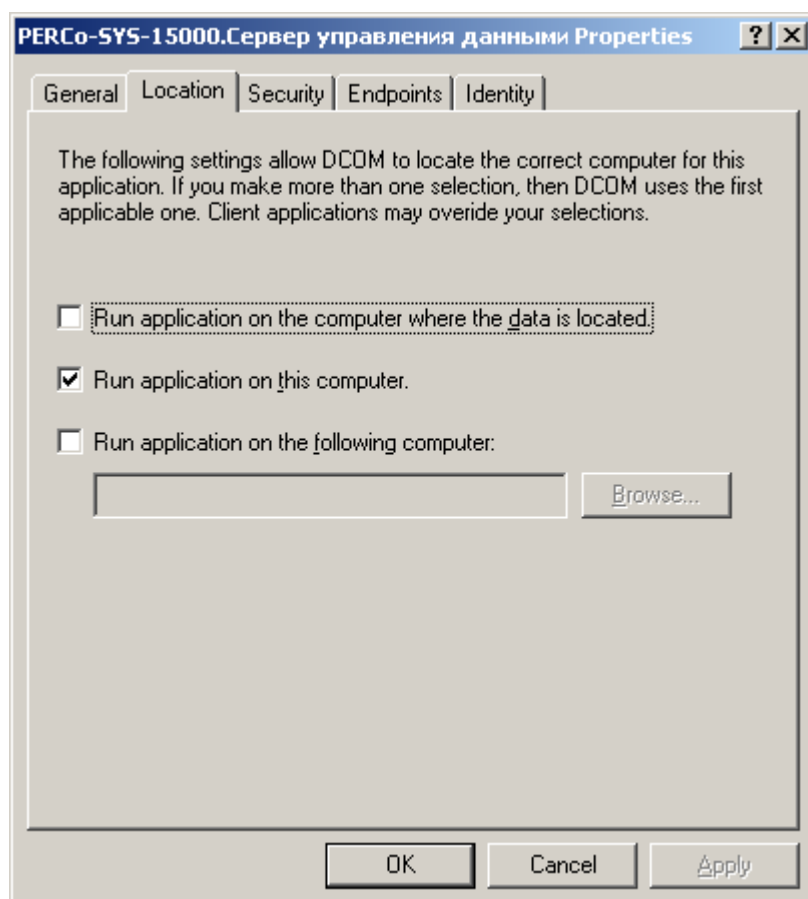 PERCo-SYS-15000.Сервер управления данными Properties
General Location Security Endpoints Identity
The following settings allow DCOM to locate the correct computer for this
application. If you make more than one selection, then DCOM uses the first
applicable one. Client applications may overide your selections.
Run application on the computer where the data is located.
Run application on this computer.
Run application on the following computer:
Browse...
OK Cancel Apply